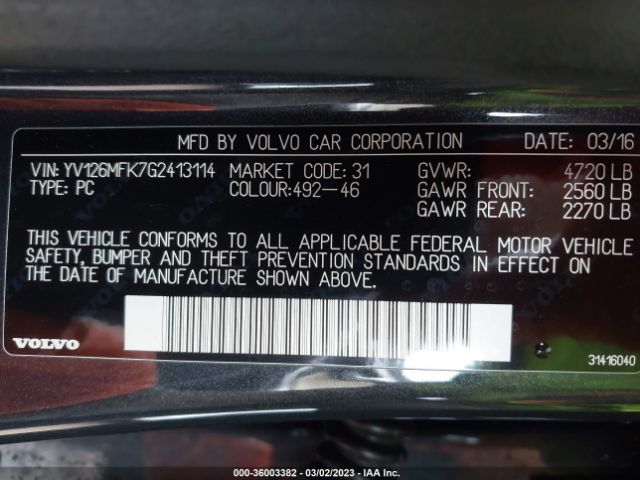 MFD BY VOLVO CAR CORPORATION DATE: 03/16
VIN: YV126MFK7G2413114 MARKET CODE: 31 GVWR: 4720 LB
TYPE: PC COLOUR:492-46 GAWR FRONT: 2560 LB
GAWR REAR: 2270 LB
THIS VEHICLE CONFORMS TO ALL APPLICABLE FEDERAL MOTOR VEHICLE
SAFETY, BUMPER AND THEFT PREVENTION STANDARDS IN EFFECT ON
THE DATE OF MANUFACTURE SHOWN ABOVE.
VOLVO
31416040
000-36003382 - 03/02/2023 - IAA Inc.